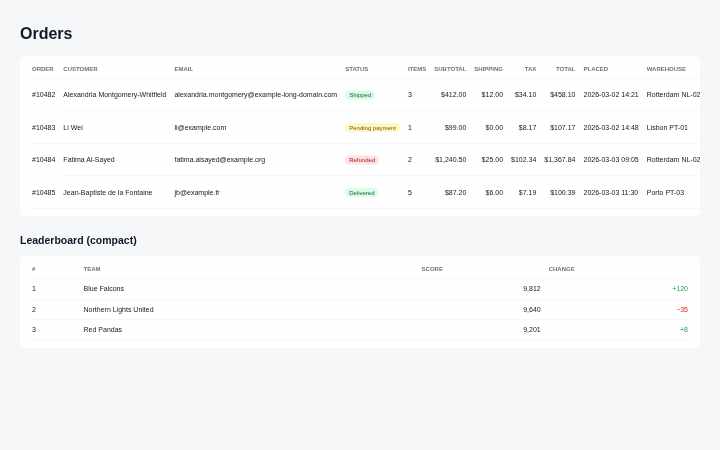 Orders
ORDER CUSTOMER EMAIL STATUS ITEMS SUBTOTAL SHIPPING TAX TOTAL PLACED WAREHOUSE
#10482 Alexandria Montgomery-Whitfield alexandria.montgomery@example-long-domain.com Shipped 3 $412.00 $12.00 $34.10 $458.10 2026-03-02 14:21 Rotterdam NL-02
#10483 Li Wei li@example.com Pending payment 1 $99.00 $0.00 $8.17 $107.17 2026-03-02 14:48 Lisbon PT-01
#10484 Fatima Al-Sayed fatima.alsayed@example.org Refunded 2 $1,240.50 $25.00 $102.34 $1,367.84 2026-03-03 09:05 Rotterdam NL-02
#10485 Jean-Baptiste de la Fontaine jb@example.fr Delivered 5 $87.20 $6.00 $7.19 $100.39 2026-03-03 11:30 Porto PT-03
Leaderboard (compact)
# TEAM SCORE CHANGE
1 Blue Falcons 9,812 +120
2 Northern Lights United 9,640 −35
3 Red Pandas 9,201 +8